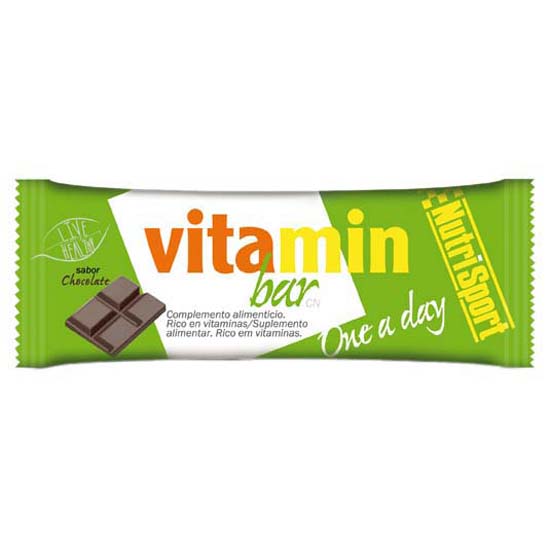 LIVE
HEALTHY
sabor
Chocolate
vitamin
bar
CN
Complemento alimenticio.
Rico en vitaminas/Suplemento
alimentar. Rico em vitaminas.
One a day
NutriSport